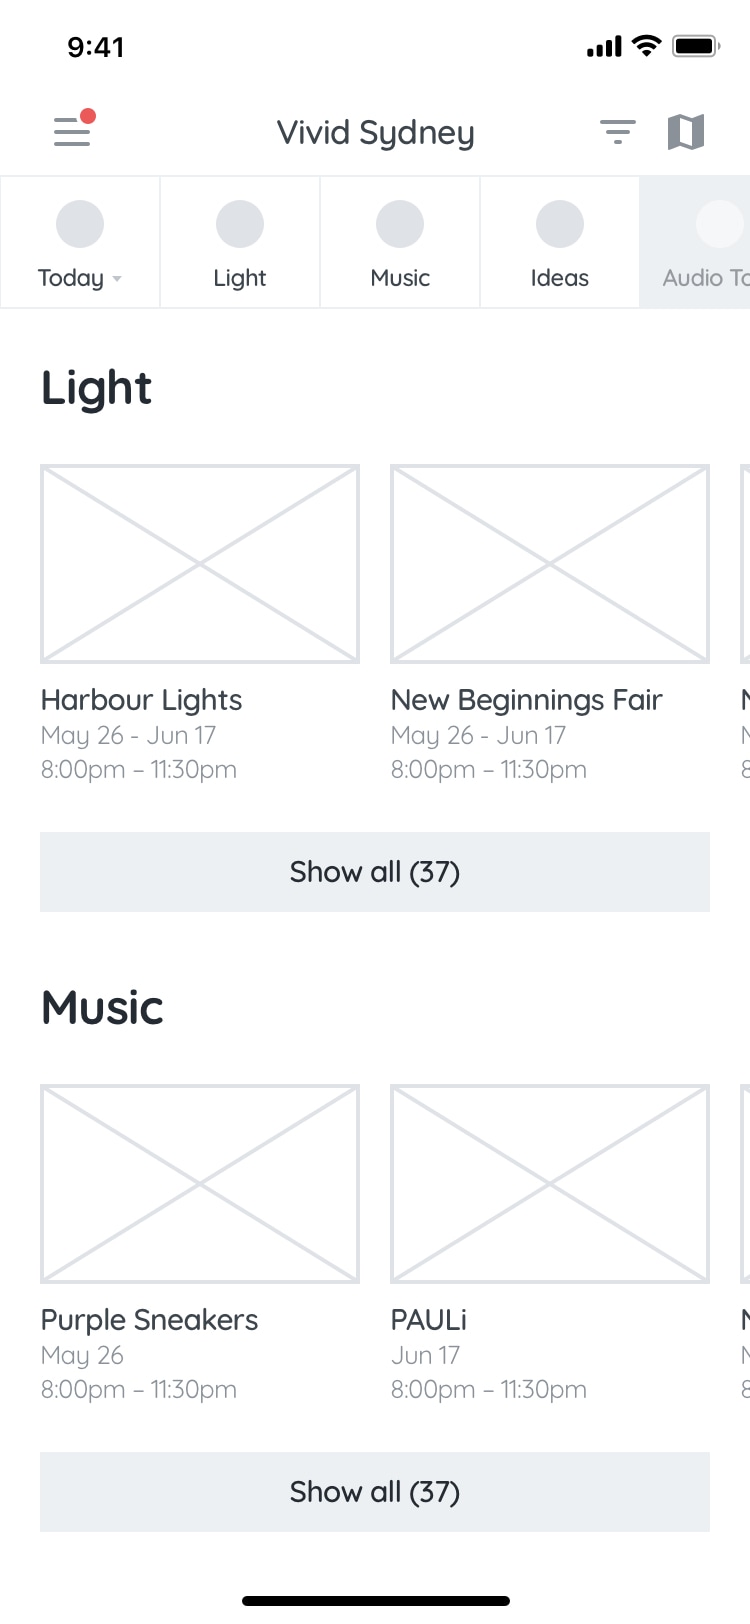 9:41
Vivid Sydney
Today
Light
Music
Ideas
Audio
Light
Harbour Lights
May 26 - Jun 17
8:00pm – 11:30pm
New Beginnings Fair
May 26 - Jun 17
8:00pm – 11:30pm
Show all (37)
Music
Purple Sneakers
May 26
8:00pm – 11:30pm
PAULi
Jun 17
8:00pm – 11:30pm
Show all (37)